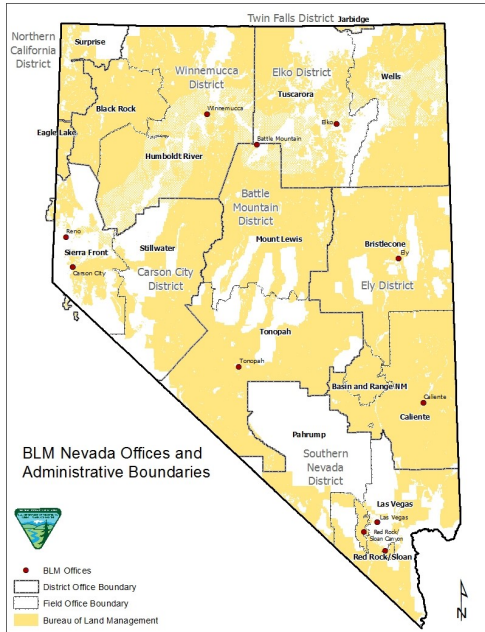 Twin Falls District
Jarbidge
Northern
California
District
Surprise
Winnemucca
District
Elko District
Tuscarora
Wells
Black Rock
Winnemucca
Elko
Eagle Lake
Battle Mountain
Humboldt River
Battle
Mountain
District
Reno
Sierra Front
Stillwater
Mount Lewis
Bristlecone
Ely
Carson City
Carson City
District
Ely District
Tonopah
Tonopah
Basin and Range NM
Caliente
Caliente
Pahrump
BLM Nevada Offices and
Administrative Boundaries
Southern
Nevada
District
Las Vegas
Las Vegas
Red Rock/
Sloan Canyon
Red Rock/Sloan
BLM Offices
District Office Boundary
Field Office Boundary
Bureau of Land Management
N